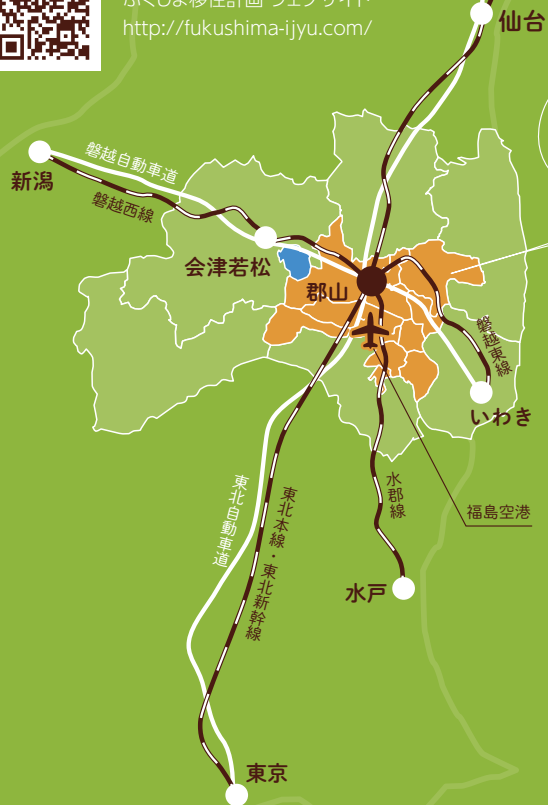 ふくしま移住計画 ウェブサイト
http://fukushima-ijyu.com/
仙台
新潟
磐越自動車道
磐越西線
会津若松
郡山
磐越東線
いわき
福島空港
水郡線
水戸
東北自動車道
東北本線・東北新幹線
東京